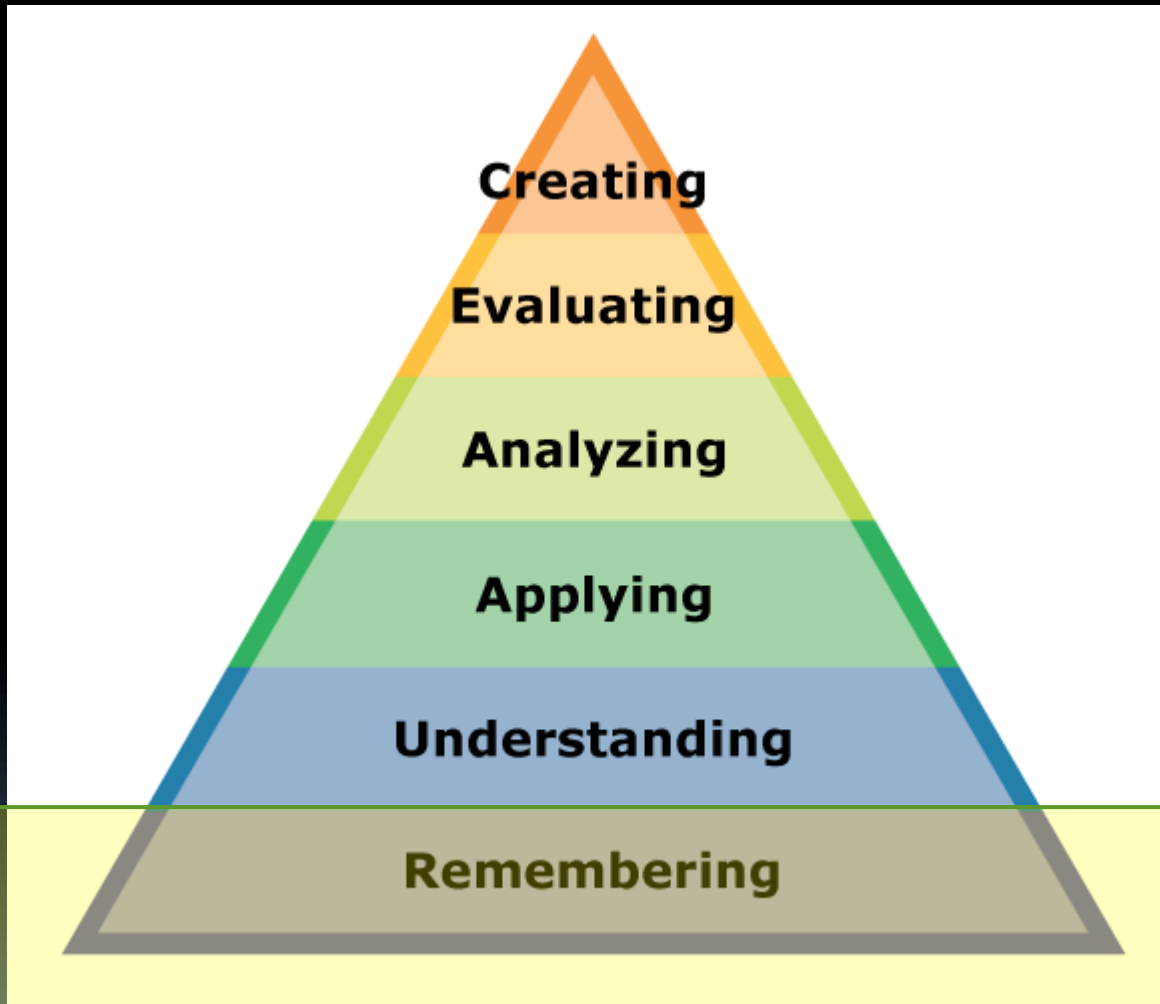 Creating
Evaluating
Analyzing
Applying
Understanding
Remembering